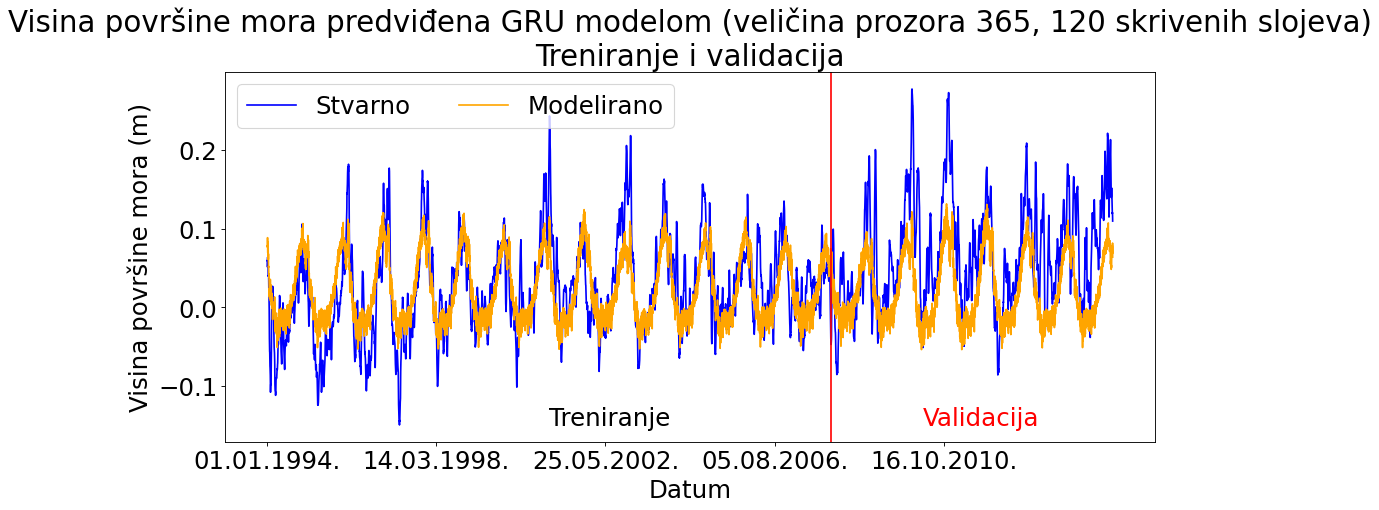 Visina površine mora predviđena GRU modelom (veličina prozora 365, 120 skrivenih slojeva)
Treniranje i validacija
Stvarno
Modelirano
Visina površine mora (m)
0.2
0.1
0.0
−0.1
Treniranje
Validacija
01.01.1994.
14.03.1998.
25.05.2002.
05.08.2006.
16.10.2010.
Datum